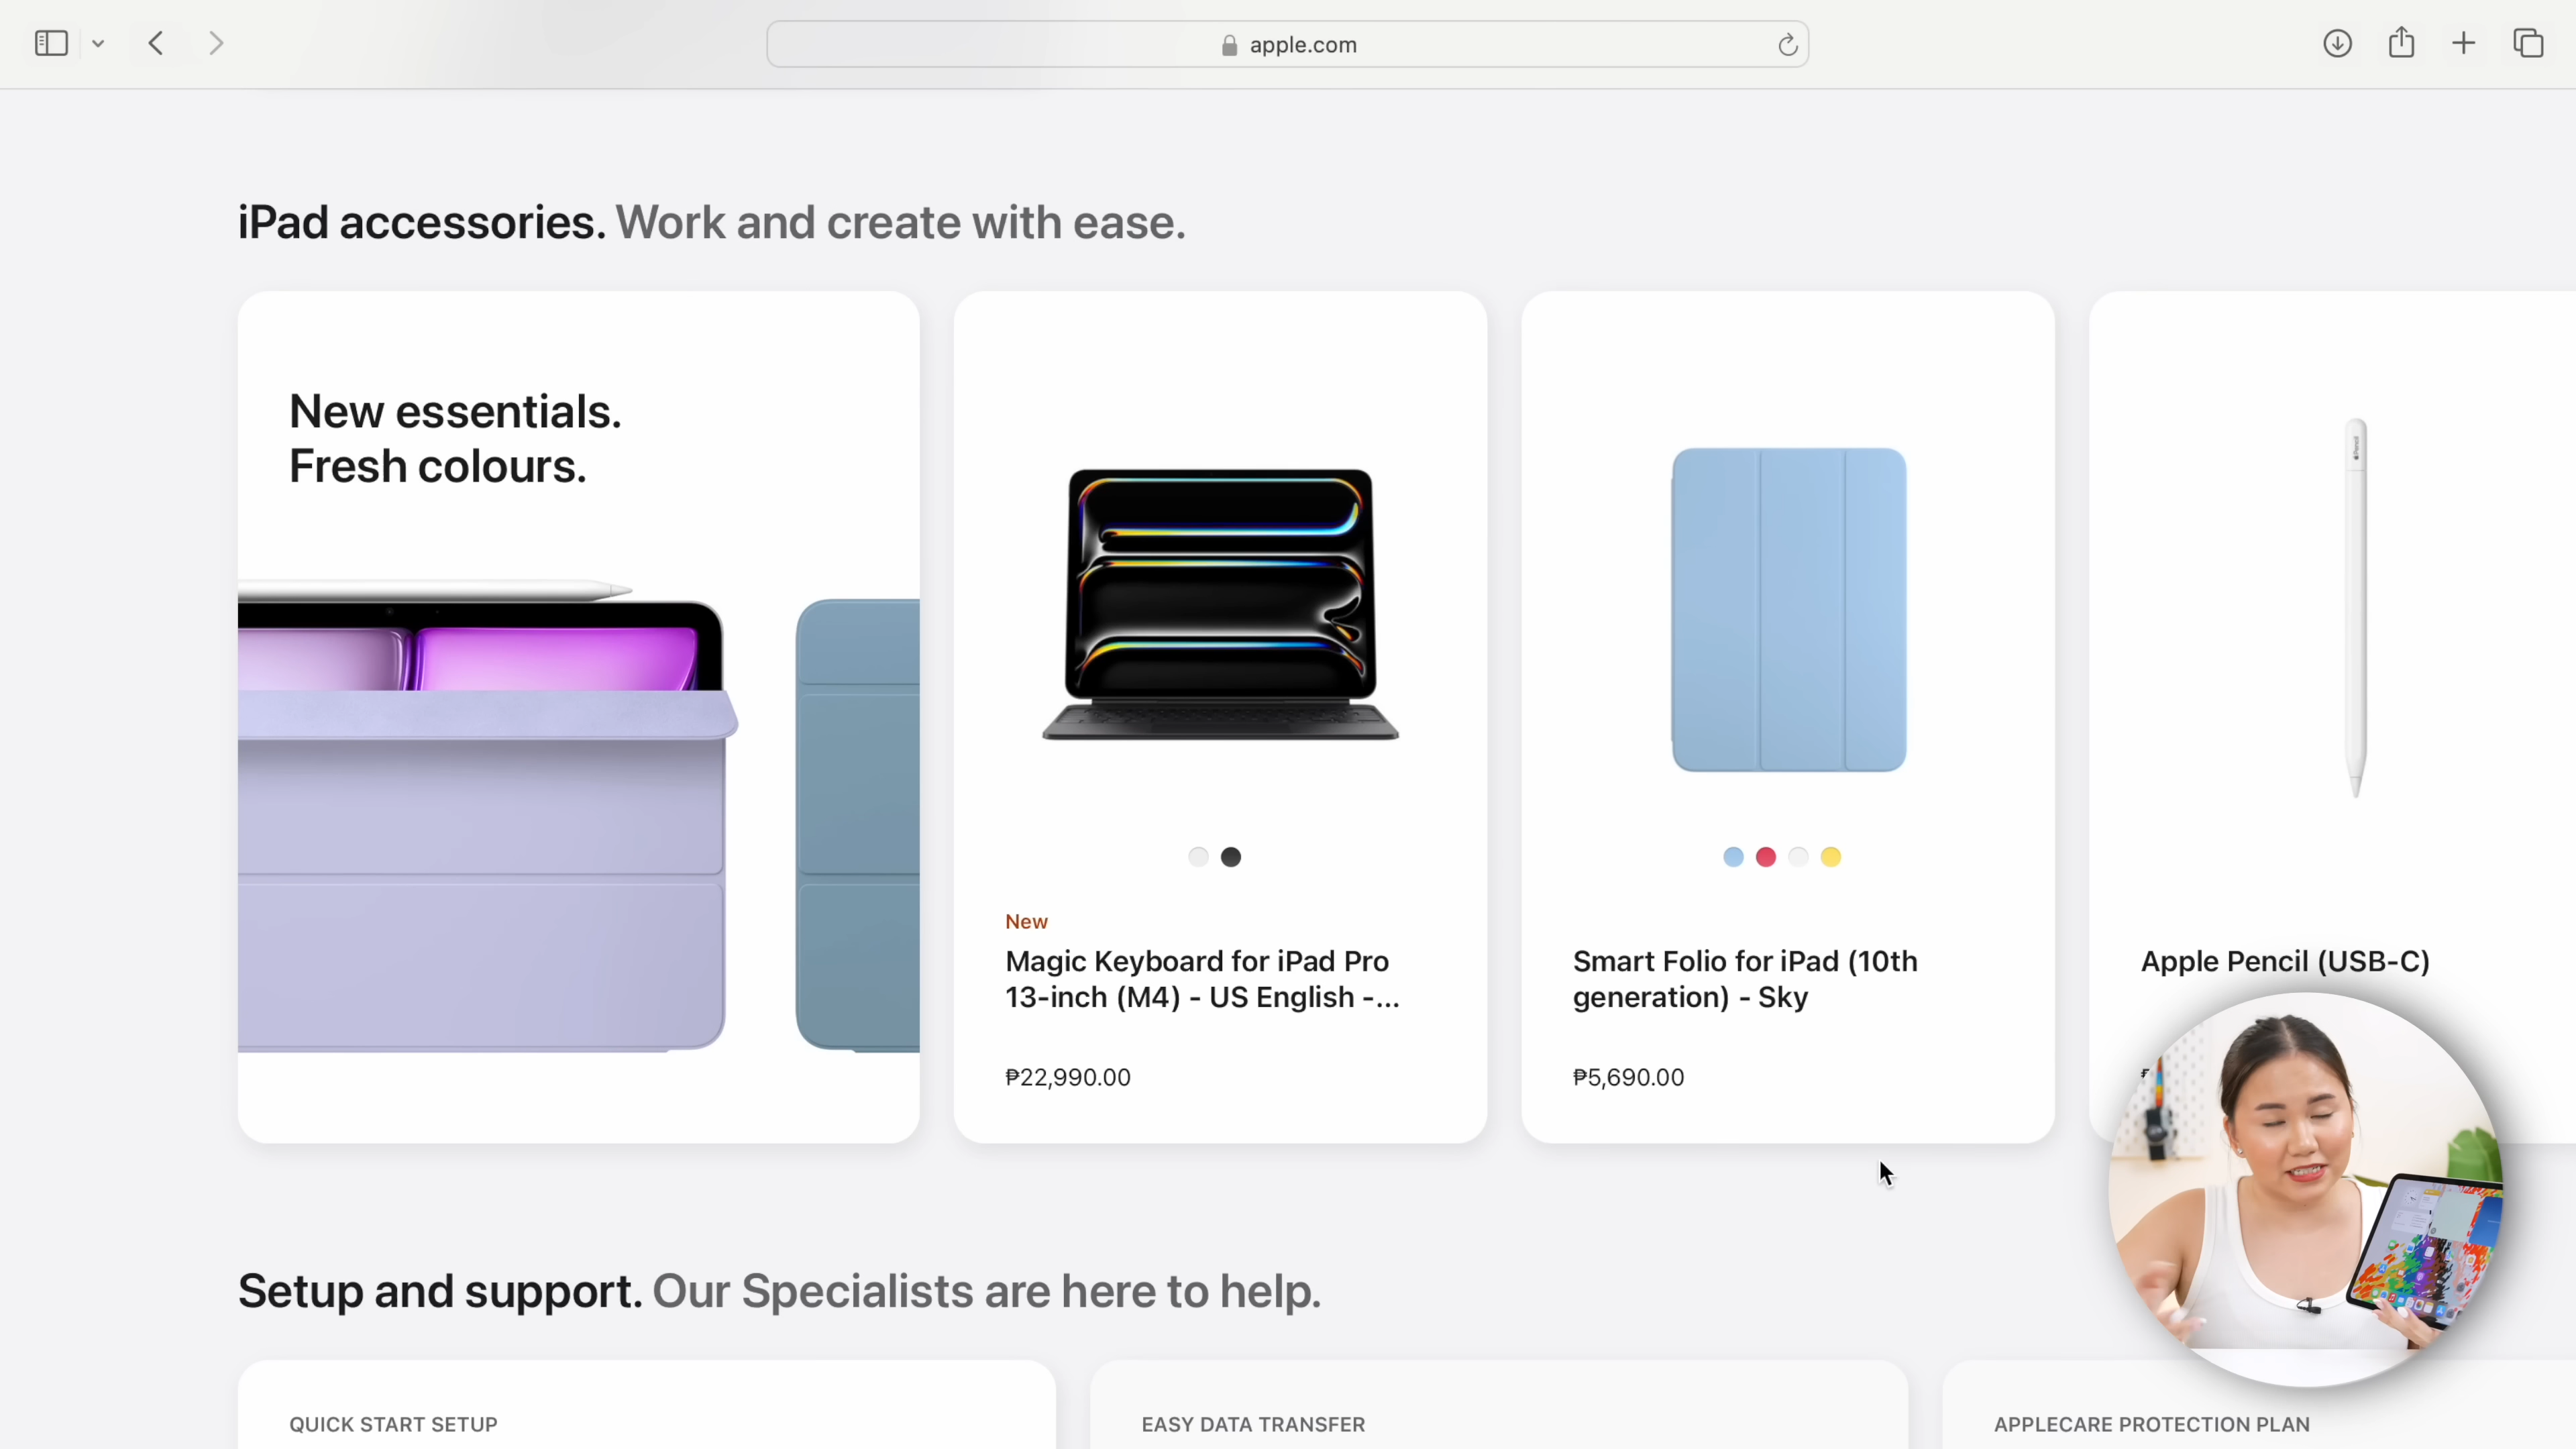 apple.com
iPad accessories. Work and create with ease.
New essentials.
Fresh colours.
New
Magic Keyboard for iPad Pro
13-inch (M4) - US English -...
₱22,990.00
Smart Folio for iPad (10th
generation) - Sky
₱5,690.00
Pencil
Apple Pencil (USB-C)
Setup and support. Our Specialists are here to help.
QUICK START SETUP
EASY DATA TRANSFER
APPLECARE PROTECTION PLAN